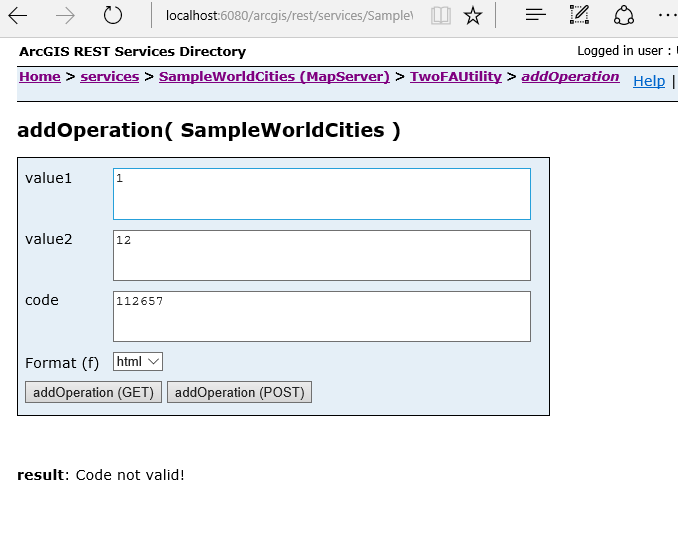 localhost:6080/arcgis/rest/services/SampleW
ArcGIS REST Services Directory
Logged in user :
Home > services > SampleWorldCities (MapServer) > TwoFAUtility > addOperation
Help |
addOperation( SampleWorldCities )
value1 1
value2 12
code 112657
Format (f) html
addOperation (GET) addOperation (POST)
result: Code not valid!